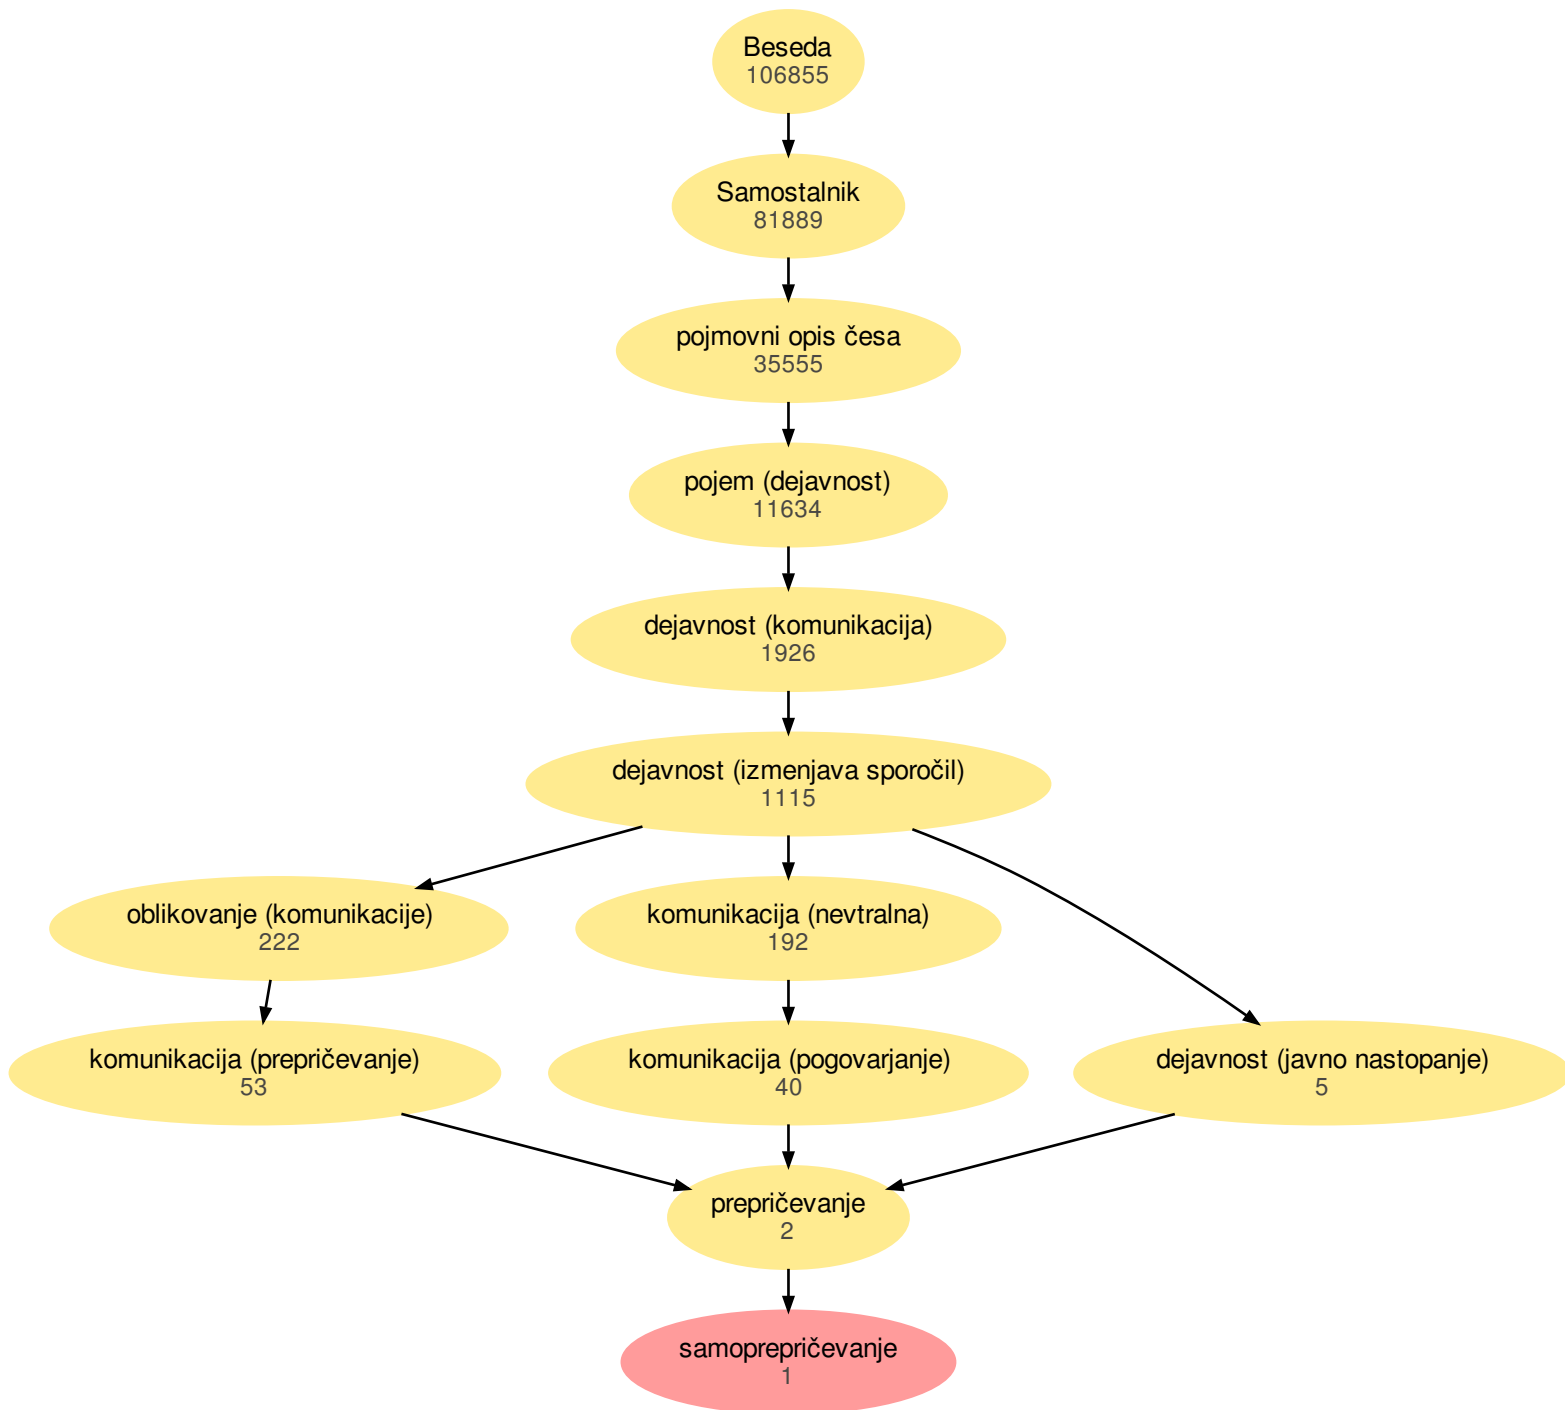 Beseda
106855
Samostalnik
81889
pojmovni opis česa
35555
pojem (dejavnost)
11634
dejavnost (komunikacija)
1926
dejavnost (izmenjava sporočil)
1115
oblikovanje (komunikacije)
222
komunikacija (nevtralna)
192
komunikacija (prepričevanje)
53
komunikacija (pogovarjanje)
40
dejavnost (javno nastopanje)
5
prepričevanje
2
samoprepričevanje
1